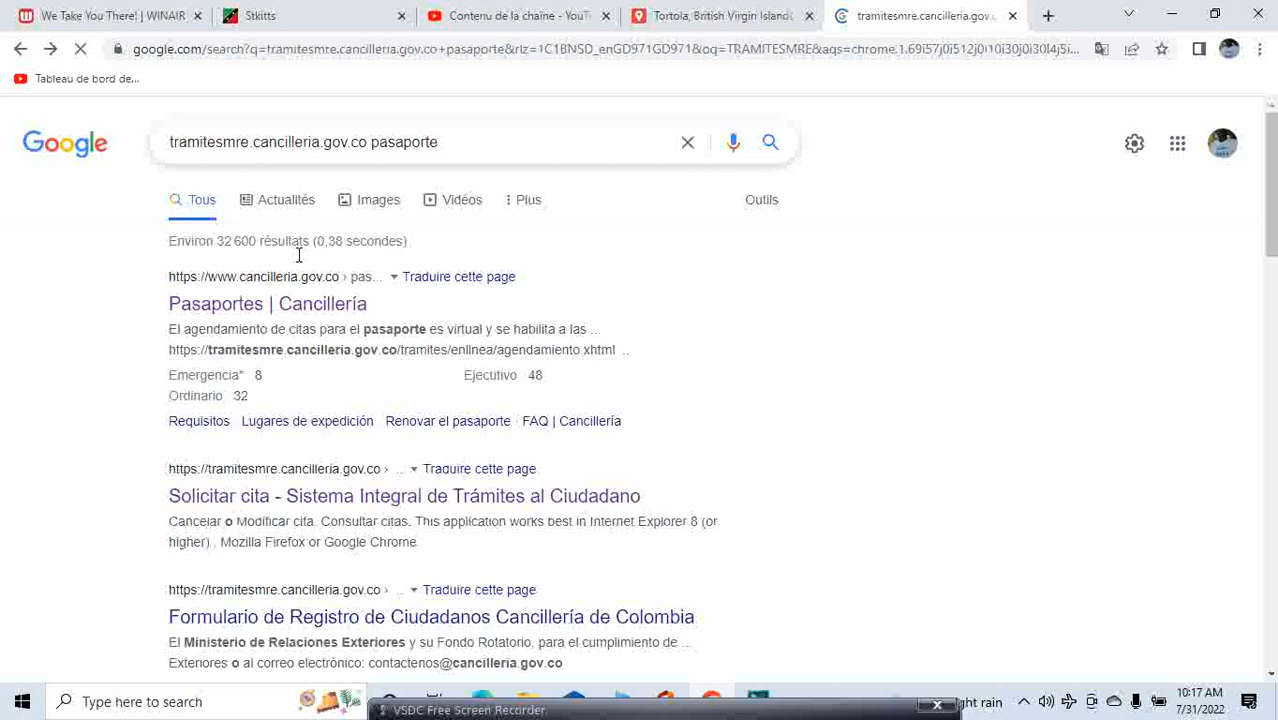 We Take You There! | WINAIR
Stkitts
Contenu de la chaîne - YouT
Tortola, British Virgin Islands
tramitesmre.cancilleria.gov.
google.com/search?q=tramitesmre.cancilleria.gov.co+pasaporte&rlz=1C1BNSD_enGD971GD971&oq=TRAMITESMRE&aqs=chrome.1.69i57j0i512j0i10i30j0i30l4j5i...
Tableau de bord de...
Google
tramitesmre.cancilleria.gov.co pasaporte
Tous
Actualités
Images
Vidéos
Plus
Outils
Environ 32 600 résultats (0,38 secondes)
https://www.cancilleria.gov.co › pas... Traduire cette page
Pasaportes | Cancillería
El agendamiento de citas para el pasaporte es virtual y se habilita a las ...
https://tramitesmre.cancilleria.gov.co/tramites/enlinea/agendamiento.xhtml ..
Emergencia* 8
Ejecutivo 48
Ordinario 32
Requisitos Lugares de expedición Renovar el pasaporte · FAQ | Cancillería
https://tramitesmre.cancilleria.gov.co › ... Traduire cette page
Solicitar cita - Sistema Integral de Trámites al Ciudadano
Cancelar o Modificar cita. Consultar citas. This application works best in Internet Explorer 8 (or
higher) , Mozilla Firefox or Google Chrome
https://tramitesmre.cancilleria.gov.co › ... Traduire cette page
Formulario de Registro de Ciudadanos Cancillería de Colombia
El Ministerio de Relaciones Exteriores y su Fondo Rotatorio, para el cumplimiento de ...
Exteriores o al correo electrónico: contactenos@cancilleria.gov.co
Type here to search
VSDC Free Screen Recorder
ght rain
10:17 AM
7/31/2022